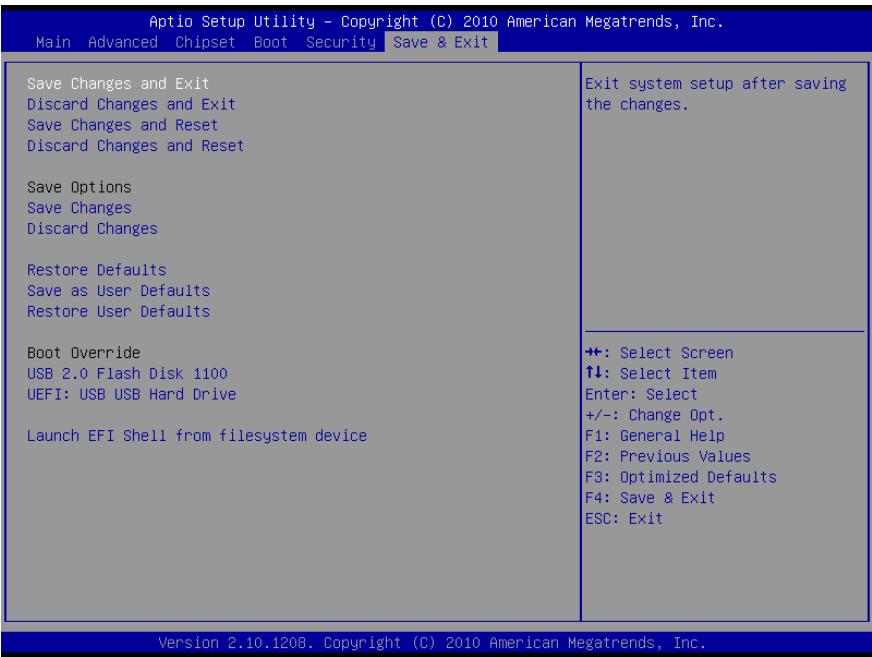 Aptio Setup Utility – Copyright (C) 2010 American Megatrends, Inc.
Main Advanced Chipset Boot Security Save & Exit
Save Changes and Exit
Discard Changes and Exit
Save Changes and Reset
Discard Changes and Reset
Save Options
Save Changes
Discard Changes
Restore Defaults
Save as User Defaults
Restore User Defaults
Boot Override
USB 2.0 Flash Disk 1100
UEFI: USB USB Hard Drive
Launch EFI Shell from filesystem device
Exit system setup after saving
the changes.
→←: Select Screen
↑↓: Select Item
Enter: Select
+/-: Change Opt.
F1: General Help
F2: Previous Values
F3: Optimized Defaults
F4: Save & Exit
ESC: Exit
Version 2.10.1208. Copyright (C) 2010 American Megatrends, Inc.